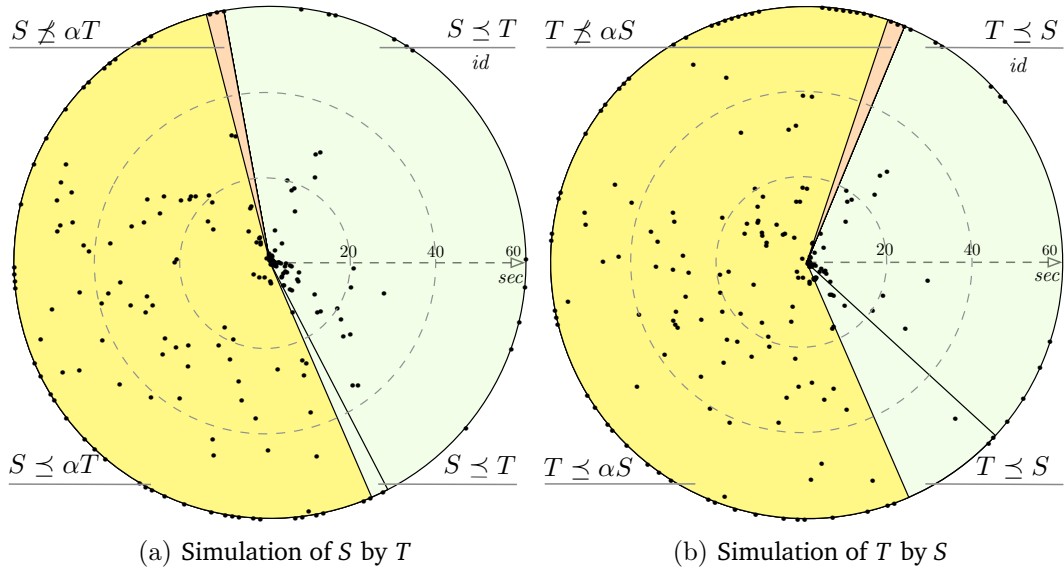 S ⋠ αT
S ⪯ T
id
20
40
60
sec
S ⪯ αT
S ⪯ T
(a) Simulation of S by T
T ⋠ αS
T ⪯ S
id
20
40
60
sec
T ⪯ αS
T ⪯ S
(b) Simulation of T by S